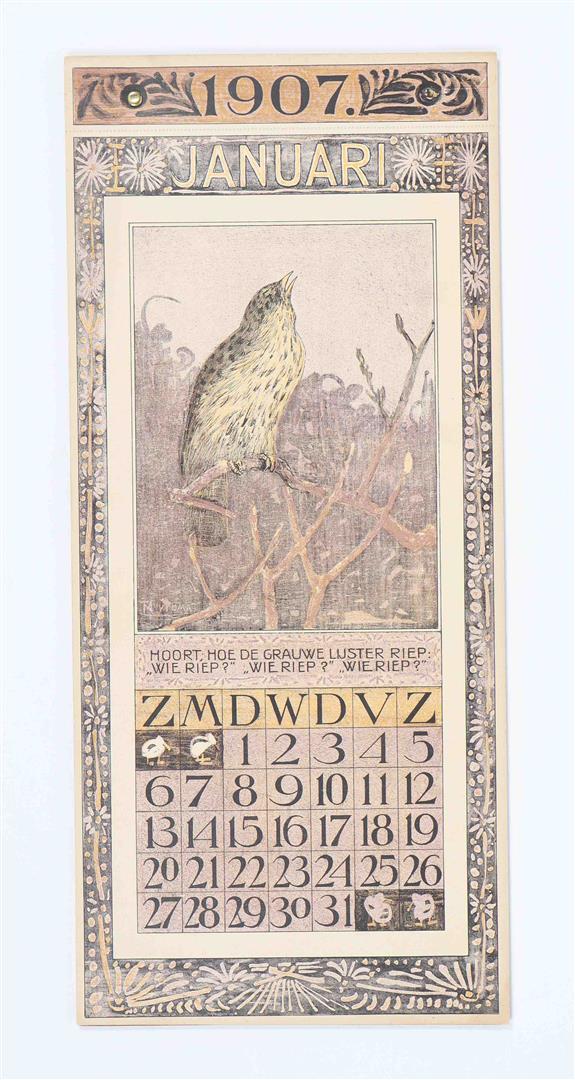 1907.
JANUARI
HOORT, HOE DE GRAUWE LIJSTER RIEP:
„WIE RIEP?” „WIE RIEP?” „WIE RIEP?”
Z M D W D V Z
1 2 3 4 5
6 7 8 9 10 11 12
13 14 15 16 17 18 19
20 21 22 23 24 25 26
27 28 29 30 31